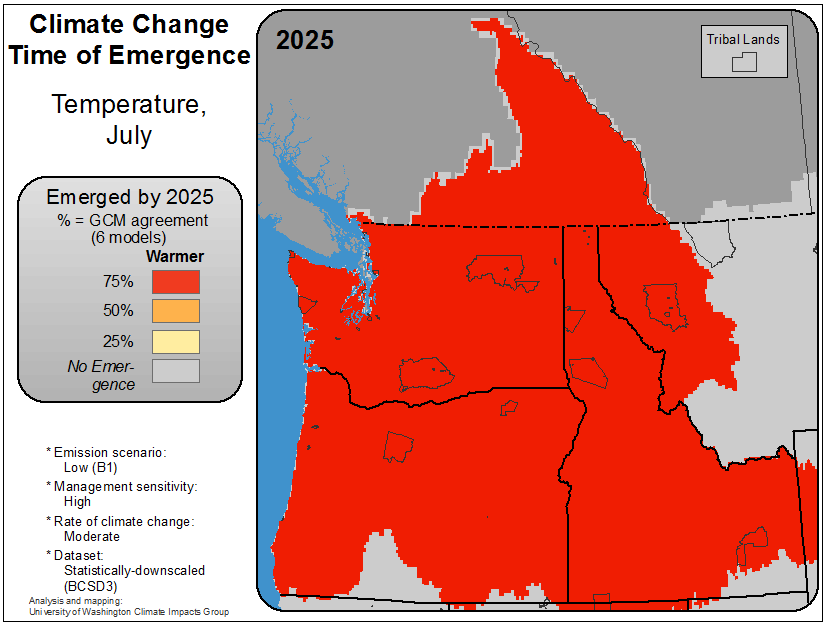 Climate Change
Time of Emergence
Temperature,
July
Emerged by 2025
% = GCM agreement
(6 models)
Warmer
75%
50%
25%
No Emer-
gence
* Emission scenario:
Low (B1)
* Management sensitivity:
High
* Rate of climate change:
Moderate
* Dataset:
Statistically-downscaled
(BCSD3)
Analysis and mapping:
University of Washington Climate Impacts Group
2025
Tribal Lands